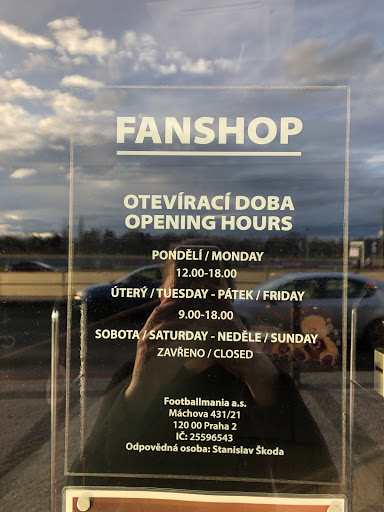 FANSHOP
OTEVÍRACÍ DOBA
OPENING HOURS
PONDĚLÍ / MONDAY
12.00-18.00
ÚTERÝ / TUESDAY - PÁTEK / FRIDAY
9.00-18.00
SOBOTA / SATURDAY - NEDĚLE / SUNDAY
ZAVŘENO / CLOSED
Footballmania a.s.
Máchova 431/21
120 00 Praha 2
IČ: 25596543
Odpovědná osoba: Stanislav Škoda